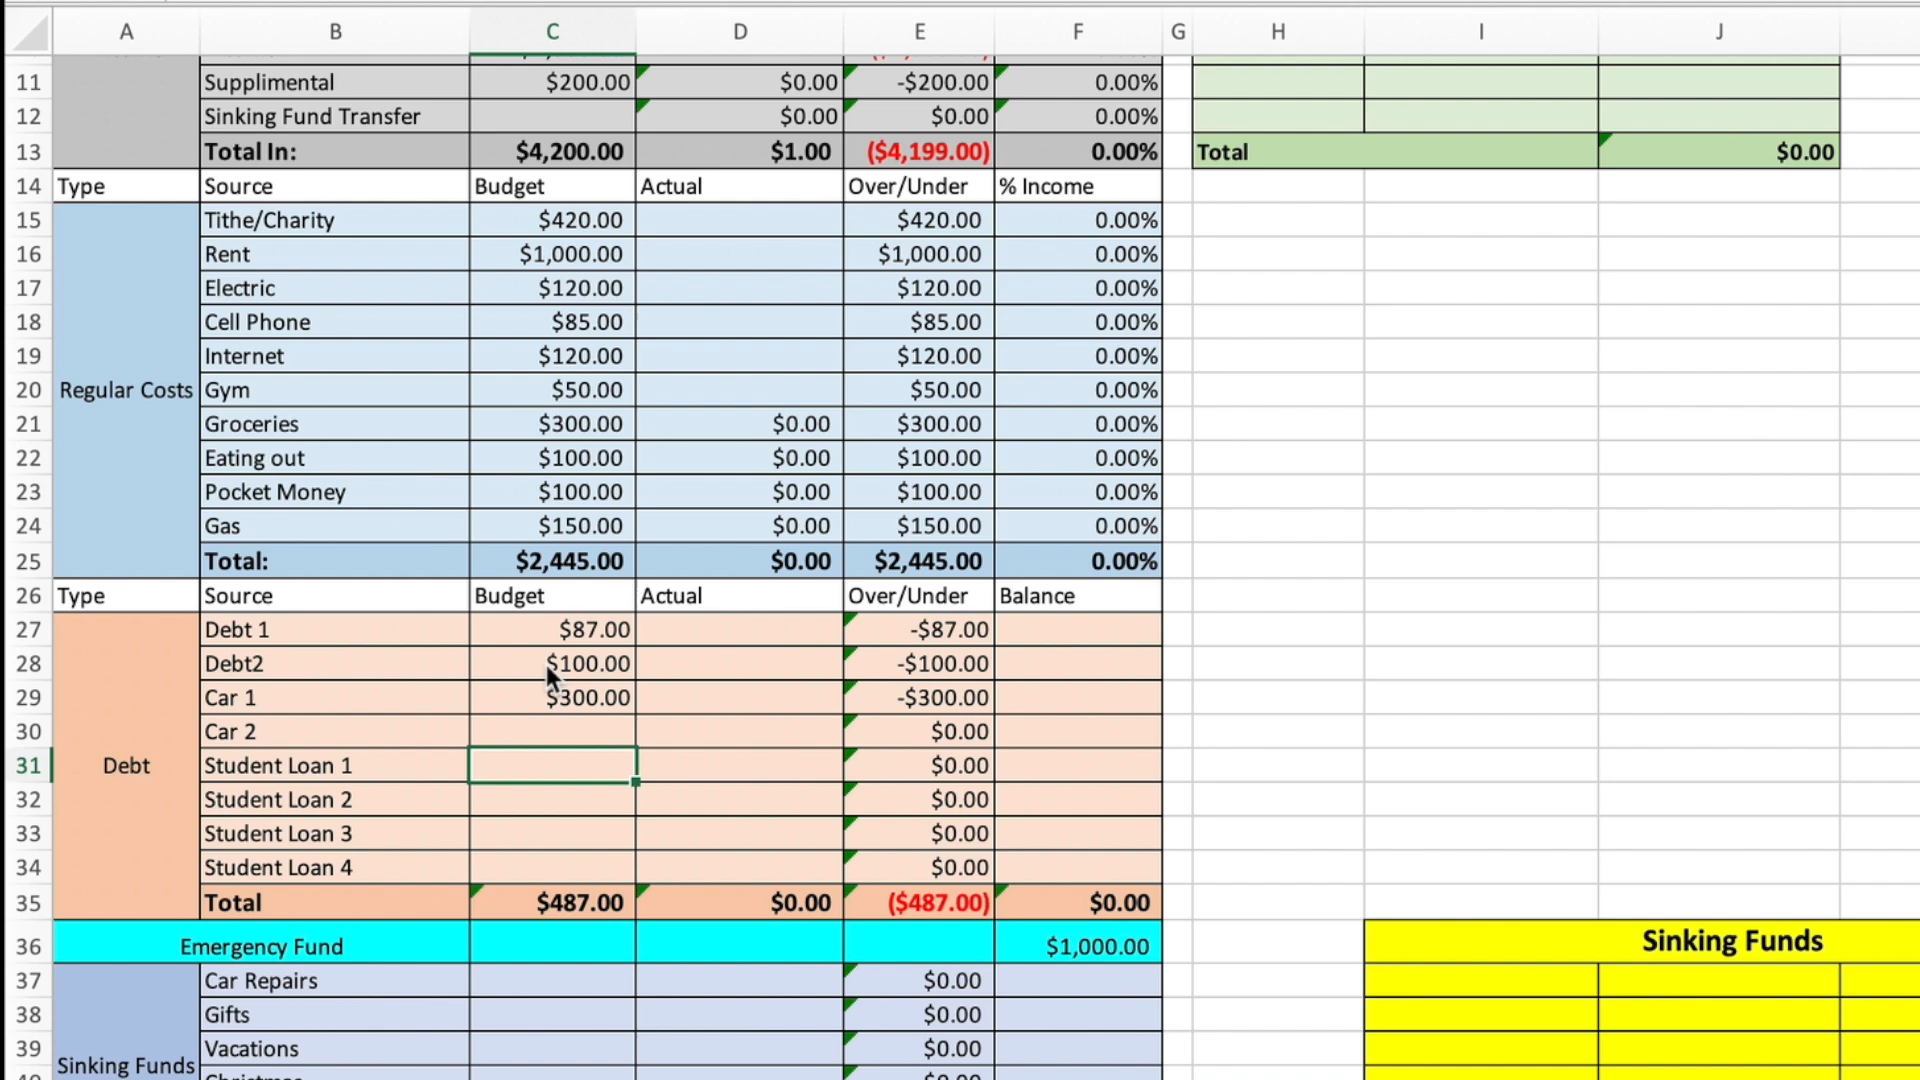 A B C D E F G H I J
11 Supplimental $200.00 $0.00 -$200.00 0.00%
12 Sinking Fund Transfer $0.00 $0.00 0.00%
13 Total In: $4,200.00 $1.00 ($4,199.00) 0.00% Total $0.00
14 Type Source Budget Actual Over/Under % Income
15 Tithe/Charity $420.00 $420.00 0.00%
16 Rent $1,000.00 $1,000.00 0.00%
17 Electric $120.00 $120.00 0.00%
18 Cell Phone $85.00 $85.00 0.00%
19 Internet $120.00 $120.00 0.00%
20 Regular Costs Gym $50.00 $50.00 0.00%
21 Groceries $300.00 $0.00 $300.00 0.00%
22 Eating out $100.00 $0.00 $100.00 0.00%
23 Pocket Money $100.00 $0.00 $100.00 0.00%
24 Gas $150.00 $0.00 $150.00 0.00%
25 Total: $2,445.00 $0.00 $2,445.00 0.00%
26 Type Source Budget Actual Over/Under Balance
27 Debt 1 $87.00 -$87.00
28 Debt2 $100.00 -$100.00
29 Car 1 $300.00 -$300.00
30 Car 2 $0.00
31 Debt Student Loan 1 $0.00
32 Student Loan 2 $0.00
33 Student Loan 3 $0.00
34 Student Loan 4 $0.00
35 Total $487.00 $0.00 ($487.00) $0.00
36 Emergency Fund $1,000.00 Sinking Funds
37 Car Repairs $0.00
38 Gifts $0.00
39 Vacations $0.00
Sinking Funds